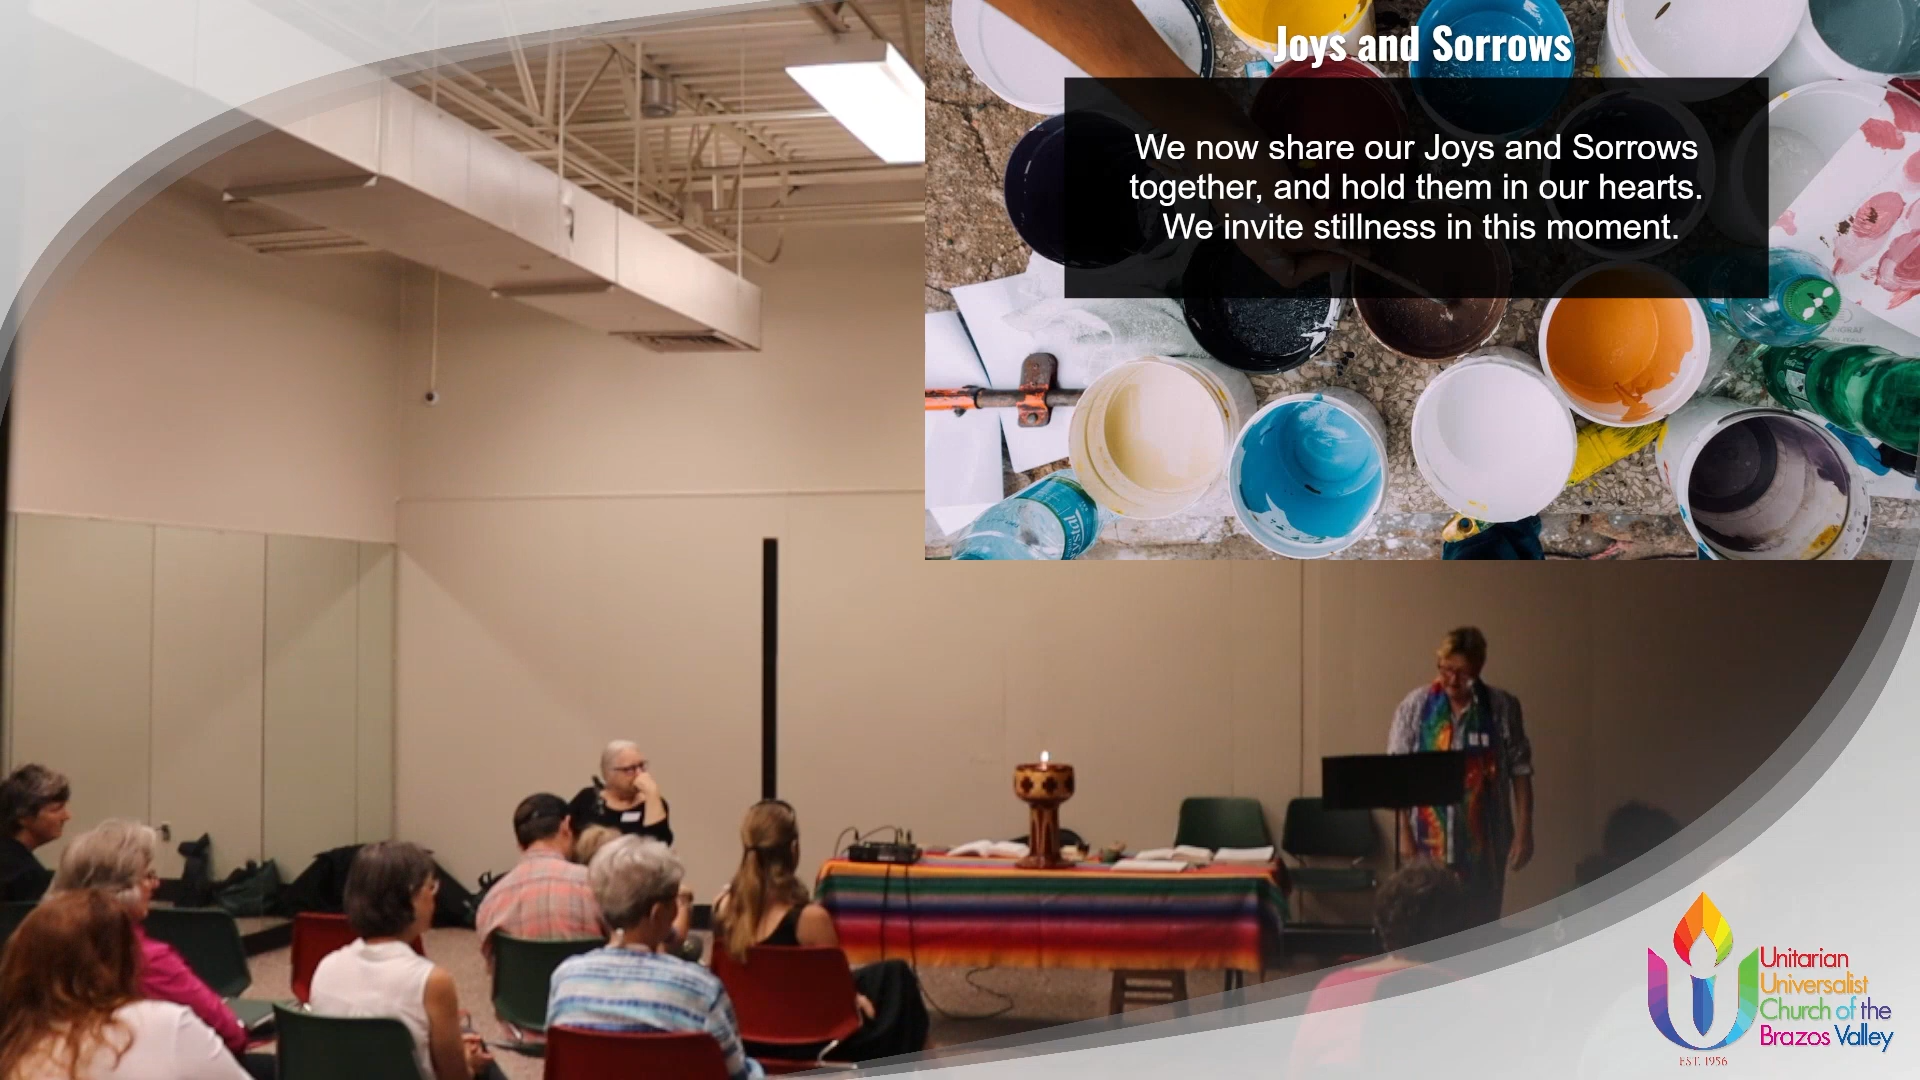 Joys and Sorrows
We now share our Joys and Sorrows
together, and hold them in our hearts.
We invite stillness in this moment.
Unitarian
Universalist
Church of the
Brazos Valley
EST. 1956